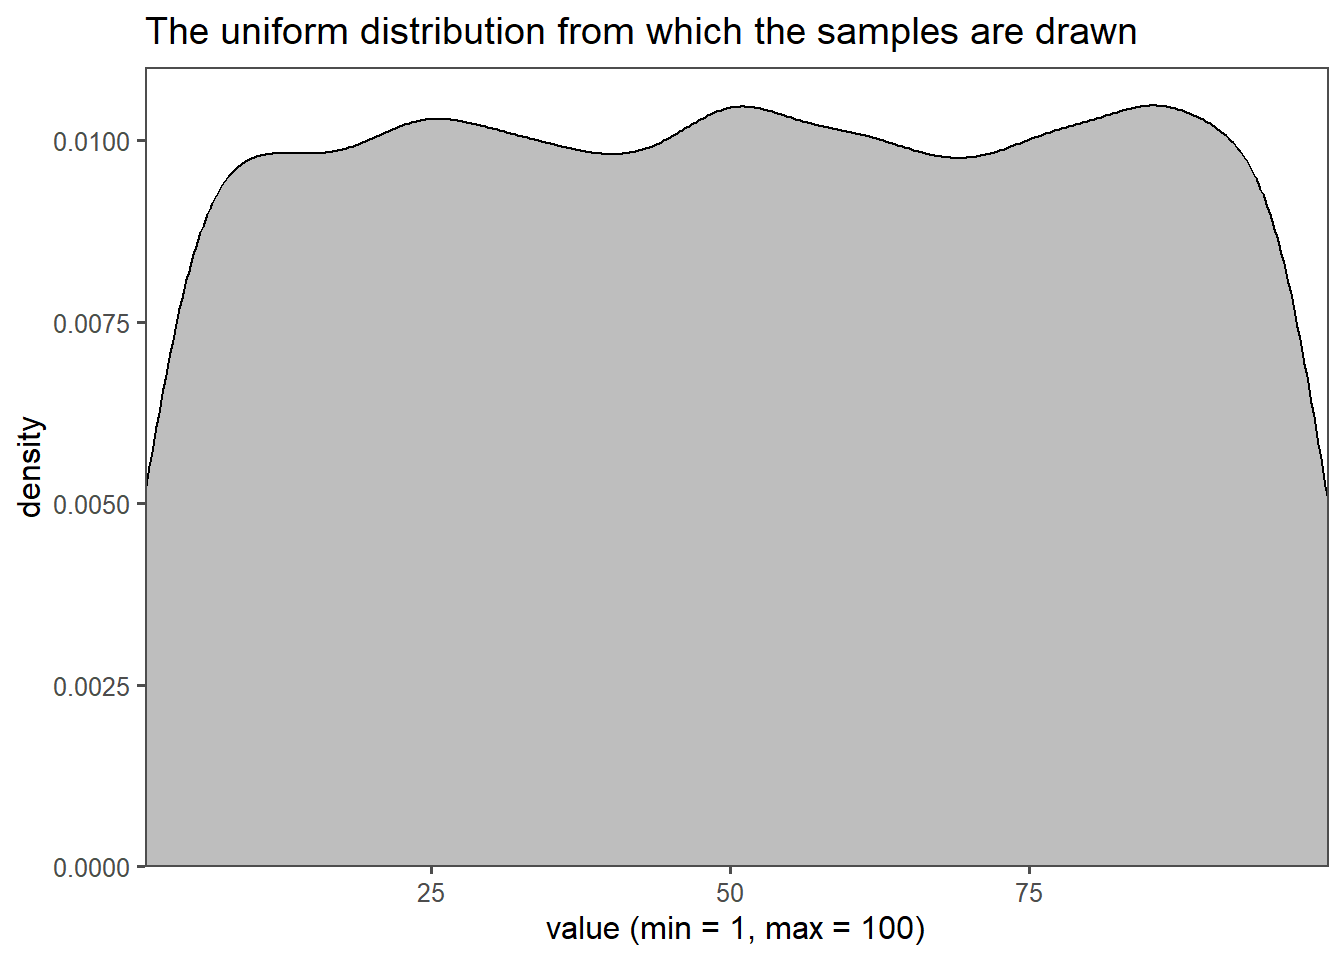 The uniform distribution from which the samples are drawn
0.0100
0.0075
0.0050
0.0025
0.0000
density
25 50 75
value (min = 1, max = 100)